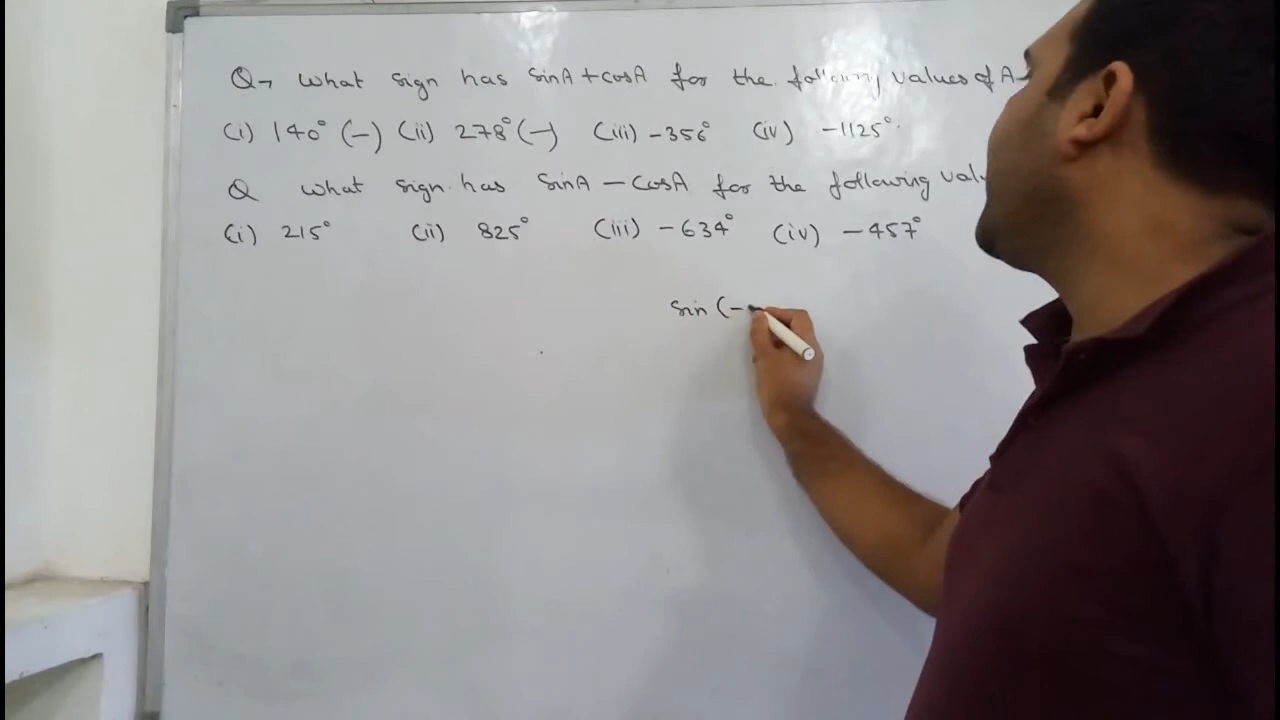 Q→ What sign has sinA+cosA for the following values of A→
(i) 140° (-) (ii) 278° (-) (iii) -356° (iv) -1125°.
Q What sign has SinA - CosA for the following valu
(i) 215° (ii) 825° (iii) -634° (iv) -457°
Sin (-